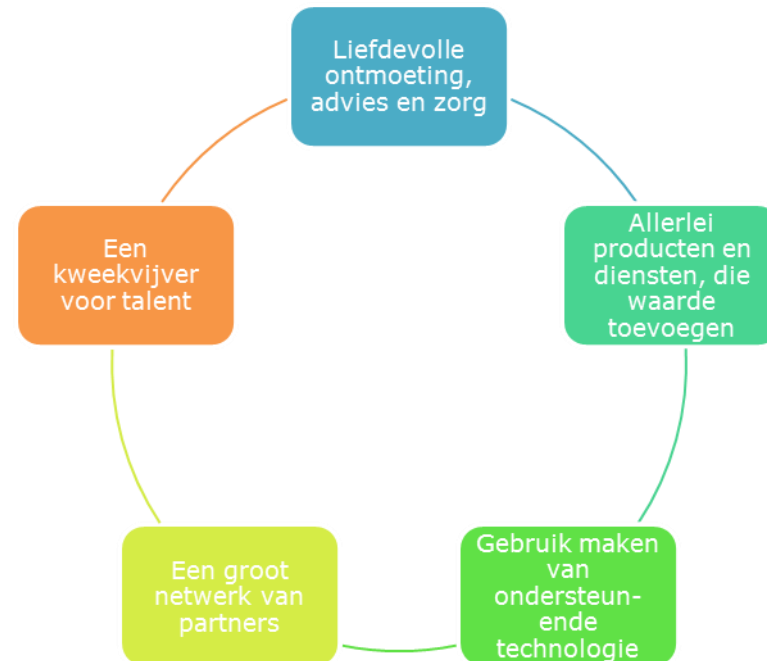 Liefdevolle
ontmoeting,
advies en zorg
Allerlei
producten en
diensten, die
waarde
toevoegen
Gebruik maken
van
ondersteun-
ende
technologie
Een groot
netwerk van
partners
Een
kweekvijver
voor talent